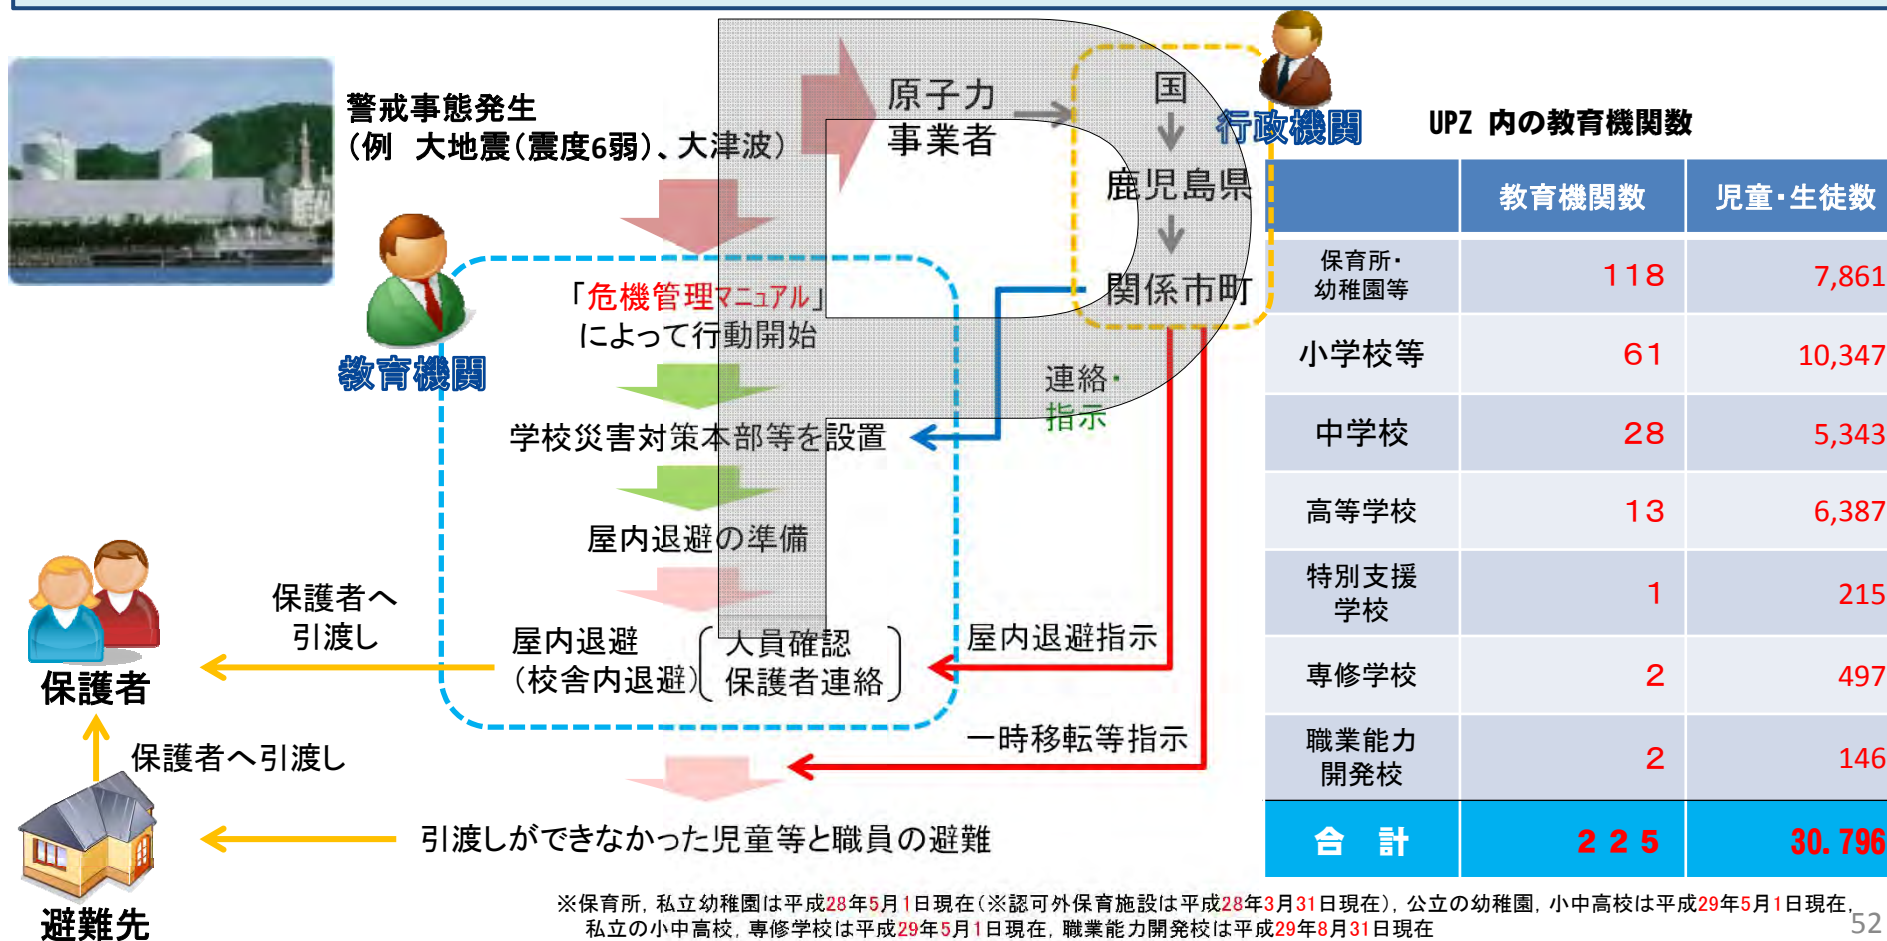 警戒事態発生
(例　大地震(震度6弱)、大津波)
原子力
事業者
国
鹿児島県
関係市町
行政機関
教育機関
「危機管理マニュアル」
によって行動開始
学校災害対策本部等を設置
連絡・
指示
屋内退避の準備
屋内退避
(校舎内退避)
人員確認
保護者連絡
屋内退避指示
一時移転等指示
保護者へ
引渡し
保護者
保護者へ引渡し
引渡しができなかった児童等と職員の避難
避難先
UPZ 内の教育機関数
教育機関数 児童・生徒数
保育所・
幼稚園等 118 7,861
小学校等 61 10,347
中学校 28 5,343
高等学校 13 6,387
特別支援
学校 1 215
専修学校 2 497
職業能力
開発校 2 146
合　計 225 30.796
※保育所, 私立幼稚園は平成28年5月1日現在(※認可外保育施設は平成28年3月31日現在), 公立の幼稚園, 小中高校は平成29年5月1日現在,
私立の小中高校, 専修学校は平成29年5月1日現在, 職業能力開発校は平成29年8月31日現在
52
P